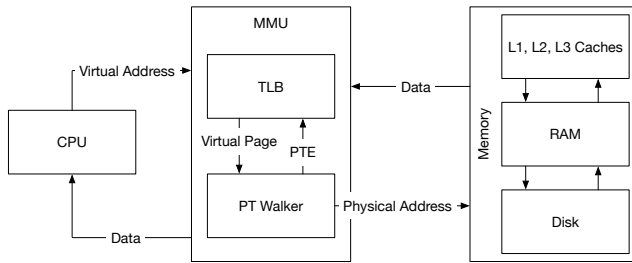 MMU
Virtual Address
TLB
L1, L2, L3 Caches
Data
CPU
Virtual Page
PTE
Memory
RAM
PT Walker
Physical Address
Disk
Data